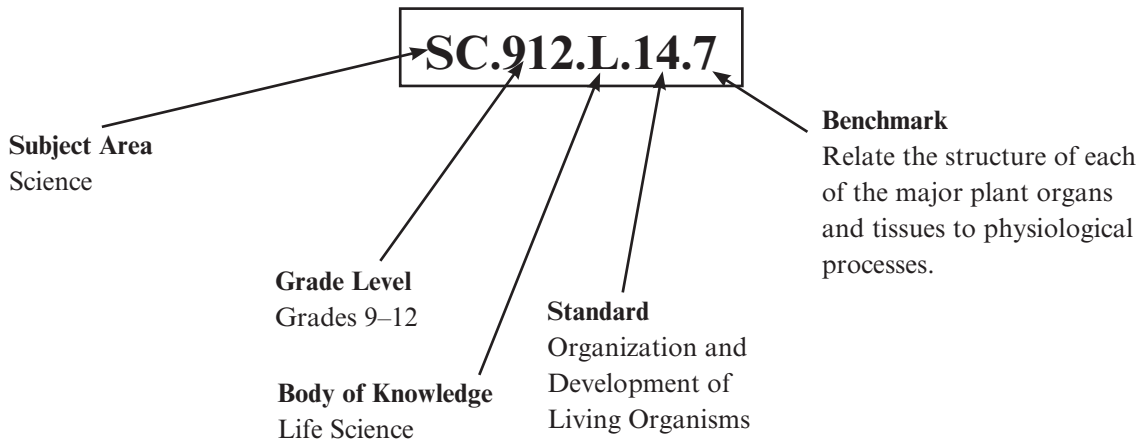 SC.912.L.14.7
Subject Area
Science
Grade Level
Grades 9–12
Body of Knowledge
Life Science
Standard
Organization and
Development of
Living Organisms
Benchmark
Relate the structure of each
of the major plant organs
and tissues to physiological
processes.